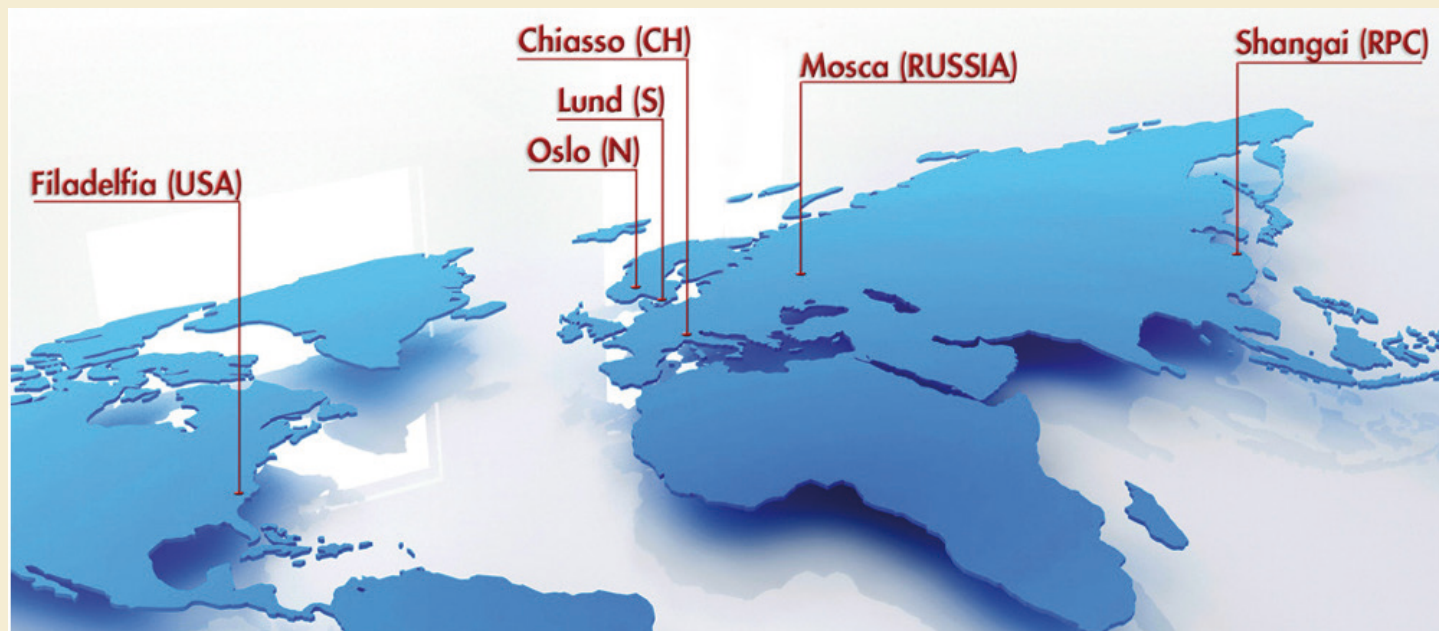 Chiasso (CH)
Mosca (RUSSIA)
Shangai (RPC)
Lund (S)
Oslo (N)
Filadelfia (USA)